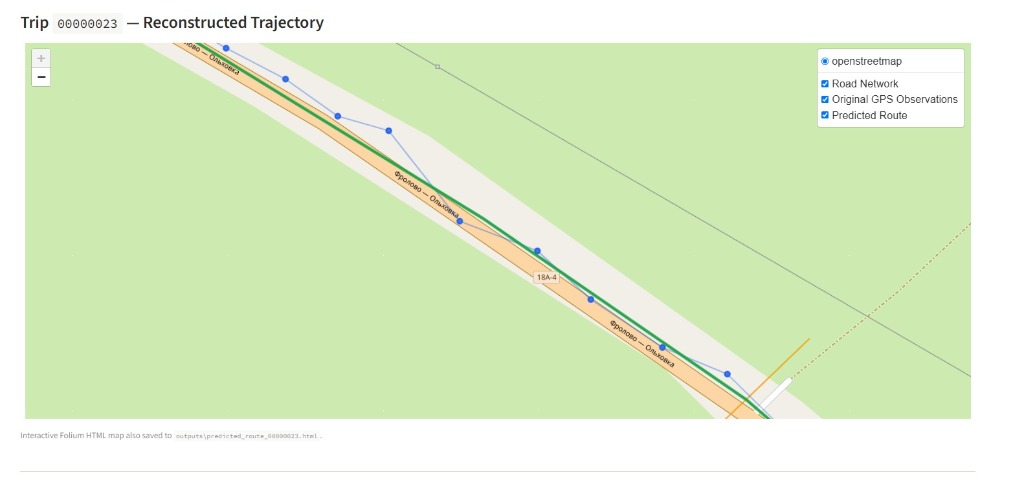 Trip 00000023 — Reconstructed Trajectory
+
−
openstreetmap
Road Network
Original GPS Observations
Predicted Route
ово — Ольховка
Фролово — Ольховка
18А-4
Фролово — Ольховка
Interactive Folium HTML map also saved to outputs\predicted_route_00000023.html.